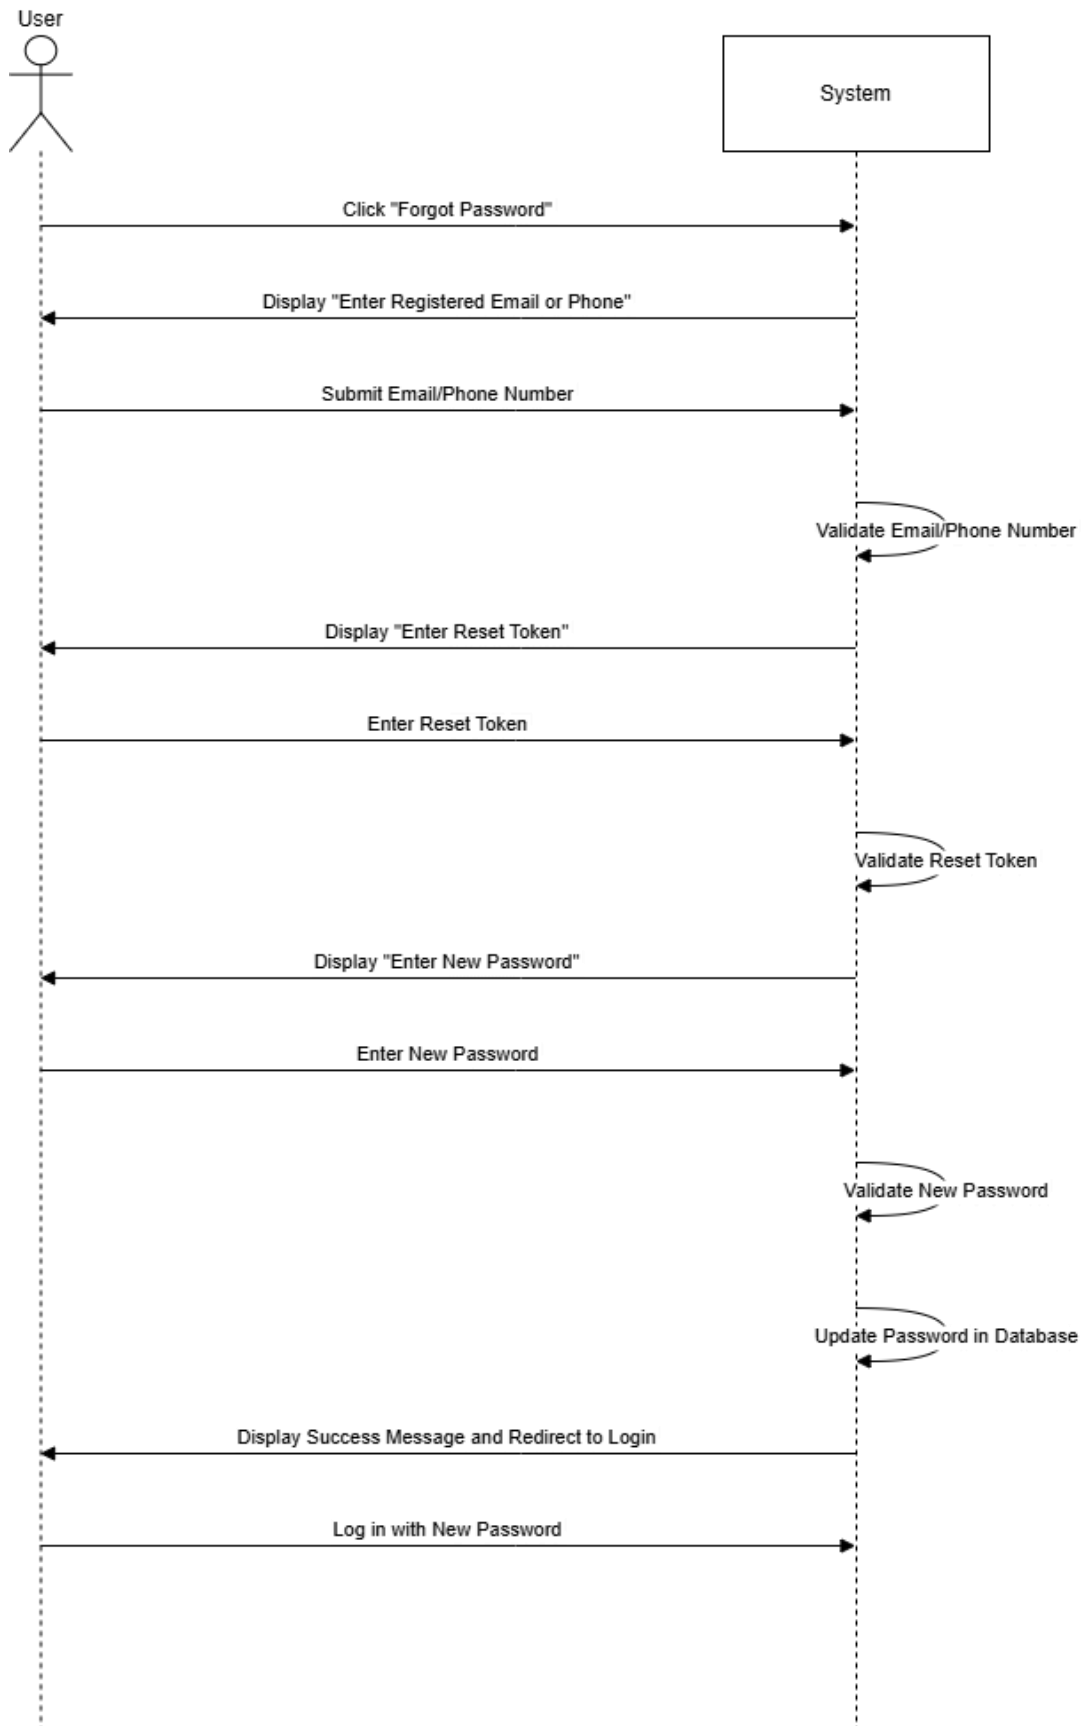 User
System
Click "Forgot Password"
Display "Enter Registered Email or Phone"
Submit Email/Phone Number
Validate Email/Phone Number
Display "Enter Reset Token"
Enter Reset Token
Validate Reset Token
Display "Enter New Password"
Enter New Password
Validate New Password
Update Password in Database
Display Success Message and Redirect to Login
Log in with New Password